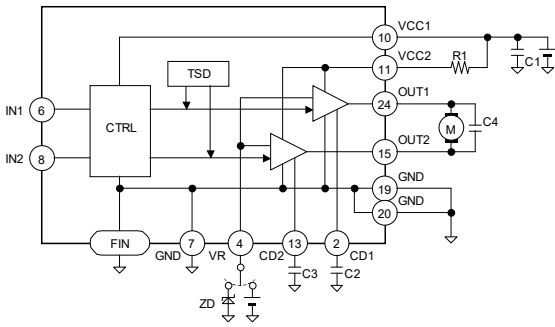 VCC1
10
C1
VCC2
R1
11
TSD
OUT1
24
IN1
6
CTRL
M
C4
IN2
8
OUT2
15
GND
19
GND
20
FIN
GND
7
VR
4
CD2
13
2
CD1
C3
C2
ZD